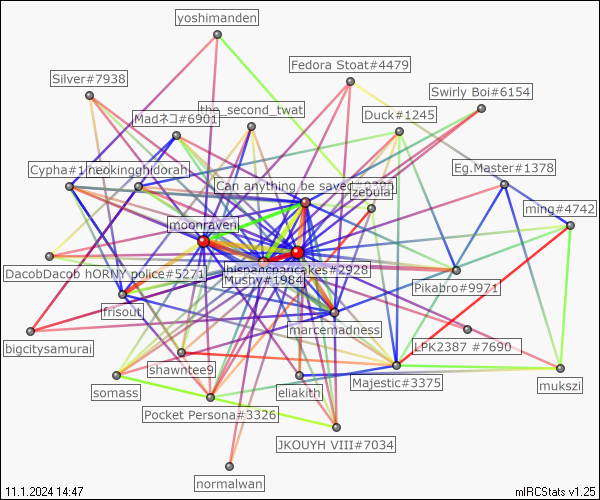 yoshimanden
Fedora Stoat#4479
Silver#7938
Swirly Boi#6154
the_second_twat
Duck#1245
Madネコ#6901
Eg.Master#1378
Cypha#1
neokingghidorah
Can anything be saved
zebulal
ming#4742
moonraveni
DacobDacob hORNY police#5271
hispancpancakes#2928
Mushy#1984
Pikabro#9971
frisout
marcemadness
bigcitysamurai
LPK2387 #7690
shawntee9
Majestic#3375
mukszi
somass
eliakith
Pocket Persona#3326
JKOUYH VIII#7034
normalwan
11.1.2024 14:47
mIRCStats v1.25